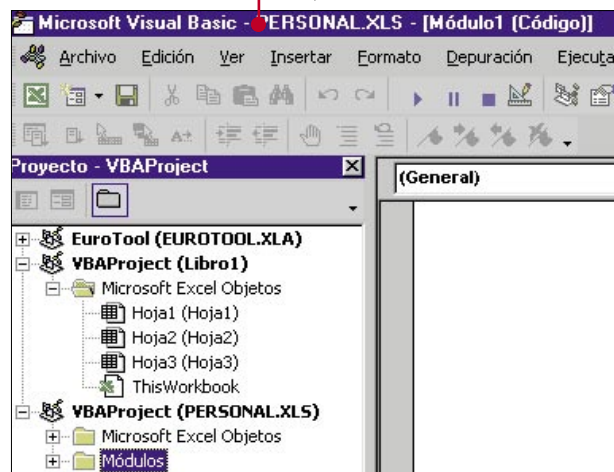 Microsoft Visual Basic - PERSONAL.XLS - [Módulo1 (Código)]
Archivo Edición Ver Insertar Formato Depuración Ejecuta
Proyecto - VBAProject
(General)
EuroTool (EUROTOOL.XLA)
VBAProject (Libro1)
Microsoft Excel Objetos
Hoja1 (Hoja1)
Hoja2 (Hoja2)
Hoja3 (Hoja3)
ThisWorkbook
VBAProject (PERSONAL.XLS)
Microsoft Excel Objetos
Módulos